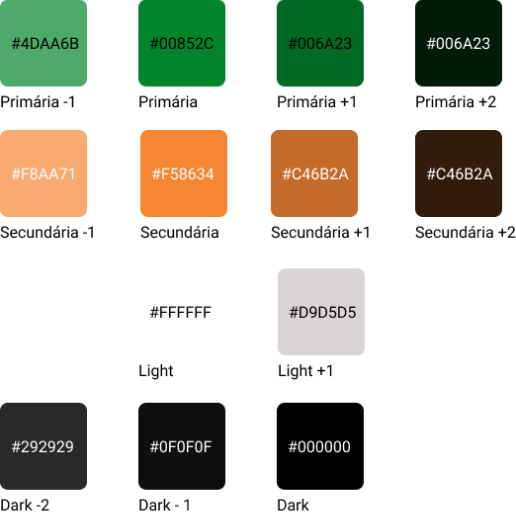 #4DAA6B #00852C #006A23 #006A23
Primária -1 Primária Primária +1 Primária +2
#F8AA71 #F58634 #C46B2A #C46B2A
Secundária -1 Secundária Secundária +1 Secundária +2
#FFFFFF #D9D5D5
Light Light +1
#292929 #0F0F0F #000000
Dark -2 Dark - 1 Dark